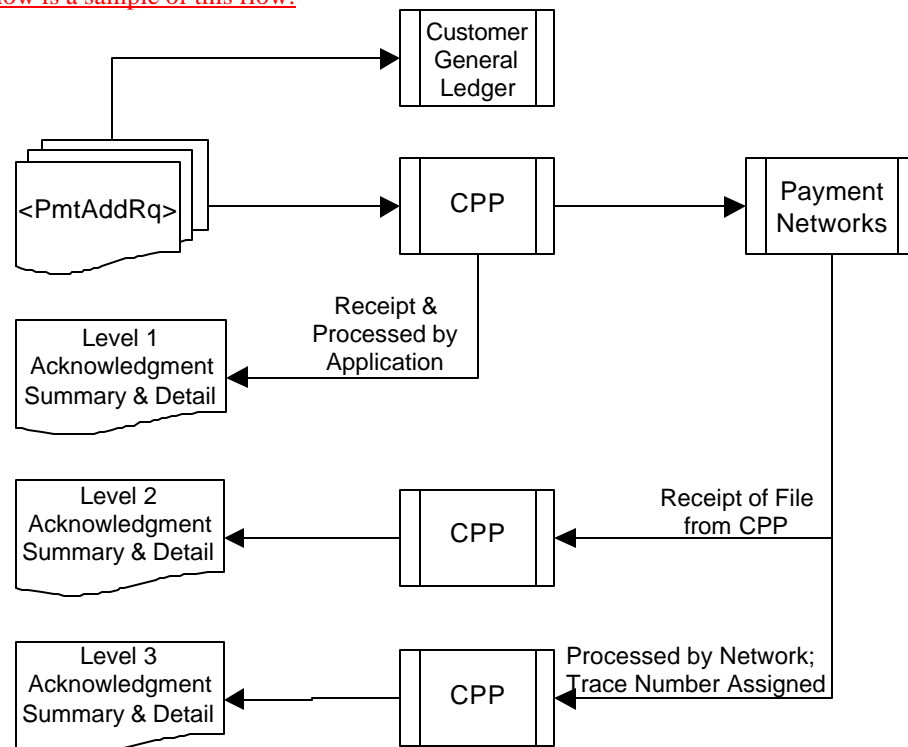 is a sample of this flow:
Customer
General
Ledger
<PmtAddRq>
CPP
Payment
Networks
Receipt &
Processed by
Application
Level 1
Acknowledgment
Summary & Detail
Level 2
Acknowledgment
Summary & Detail
CPP
Receipt of File
from CPP
Level 3
Acknowledgment
Summary & Detail
CPP
Processed by Network;
Trace Number Assigned